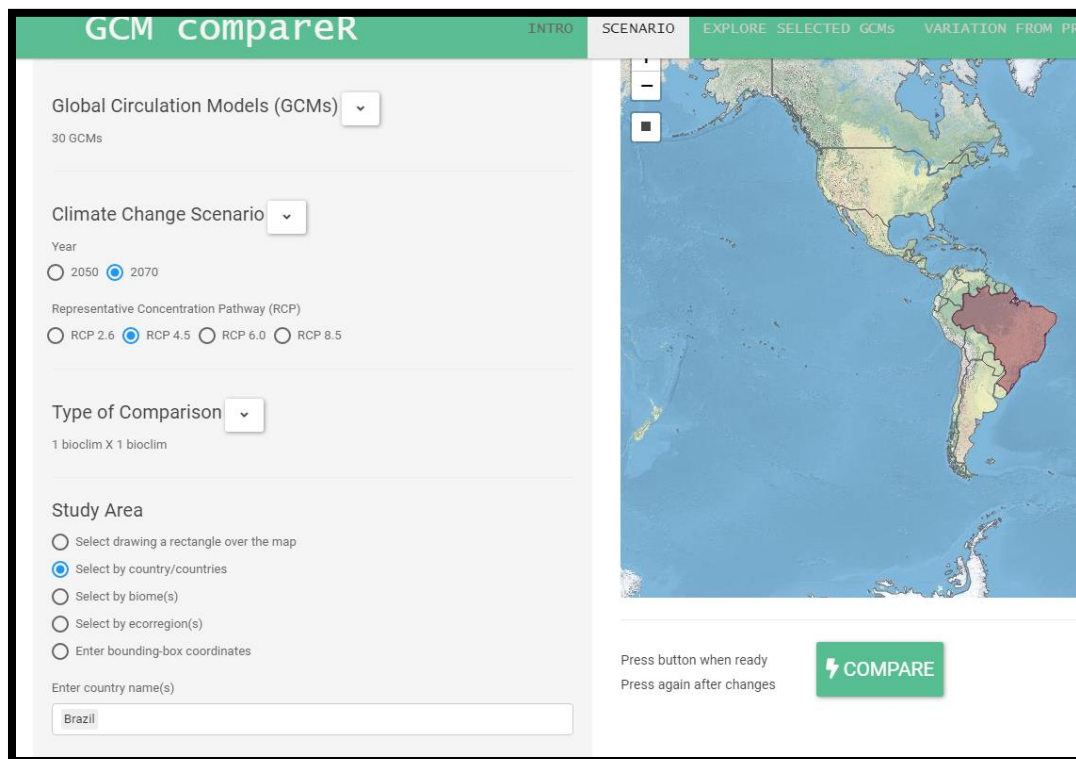 GCM compareR
INTRO SCENARIO EXPLORE SELECTED GCMs VARIATION FROM PR
Global Circulation Models (GCMs)
30 GCMs
Climate Change Scenario
Year
2050 2070
Representative Concentration Pathway (RCP)
RCP 2.6 RCP 4.5 RCP 6.0 RCP 8.5
Type of Comparison
1 bioclim X 1 bioclim
Study Area
Select drawing a rectangle over the map
Select by country/countries
Select by biome(s)
Select by ecorregion(s)
Enter bounding-box coordinates
Enter country name(s)
Brazil
+
−
Press button when ready
Press again after changes
COMPARE